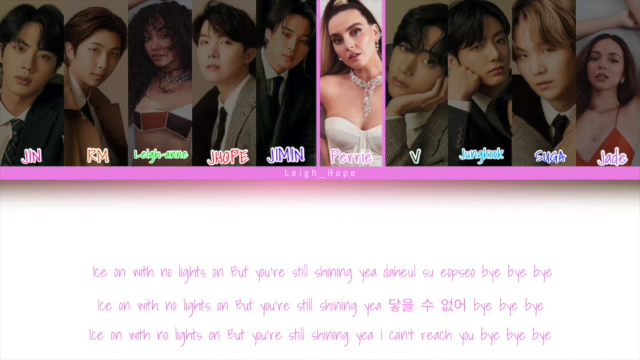 JIN RM Leigh-anne JHOPE JIMIN Perrie V Jungkook SUGA Jade
Leigh_Hope
Ice on with no lights on But you're still shining yea daheul su eopseo bye bye bye
Ice on with no lights on But you're still shining yea 닿을 수 없어 bye bye bye
Ice on with no lights on But you're still shining yea I can't reach you bye bye bye